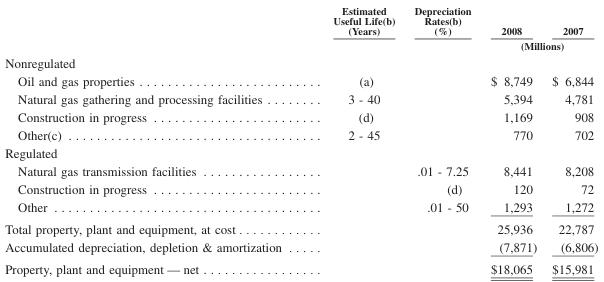 Estimated Depreciation
Useful Life(b) Rates(b)
(Years) (%) 2008 2007
(Millions)
Nonregulated
Oil and gas properties . . . . . . . . . . . . . . . . . . . . . . . . . . (a) $ 8,749 $ 6,844
Natural gas gathering and processing facilities . . . . . . . . 3 - 40 5,394 4,781
Construction in progress . . . . . . . . . . . . . . . . . . . . . . . . (d) 1,169 908
Other(c) . . . . . . . . . . . . . . . . . . . . . . . . . . . . . . . . . . . . 2 - 45 770 702
Regulated
Natural gas transmission facilities . . . . . . . . . . . . . . . . . .01 - 7.25 8,441 8,208
Construction in progress . . . . . . . . . . . . . . . . . . . . . . . . (d) 120 72
Other . . . . . . . . . . . . . . . . . . . . . . . . . . . . . . . . . . . . . . .01 - 50 1,293 1,272
Total property, plant and equipment, at cost . . . . . . . . . . . . 25,936 22,787
Accumulated depreciation, depletion & amortization . . . . . (7,871) (6,806)
Property, plant and equipment — net . . . . . . . . . . . . . . . . . $18,065 $15,981